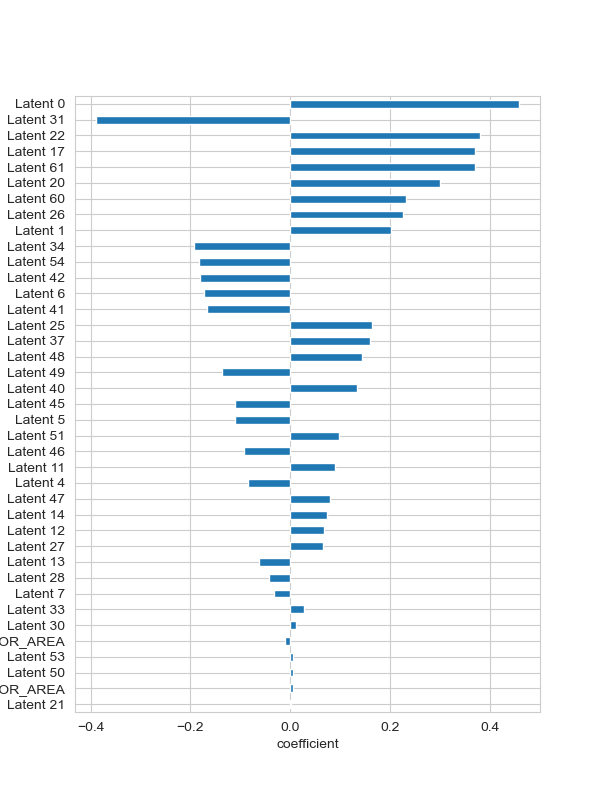 Latent 0
Latent 31
Latent 22
Latent 17
Latent 61
Latent 20
Latent 60
Latent 26
Latent 1
Latent 34
Latent 54
Latent 42
Latent 6
Latent 41
Latent 25
Latent 37
Latent 48
Latent 49
Latent 40
Latent 45
Latent 5
Latent 51
Latent 46
Latent 11
Latent 4
Latent 47
Latent 14
Latent 12
Latent 27
Latent 13
Latent 28
Latent 7
Latent 33
Latent 30
OR_AREA
Latent 53
Latent 50
OR_AREA
Latent 21
−0.4 −0.2 0.0 0.2 0.4
coefficient